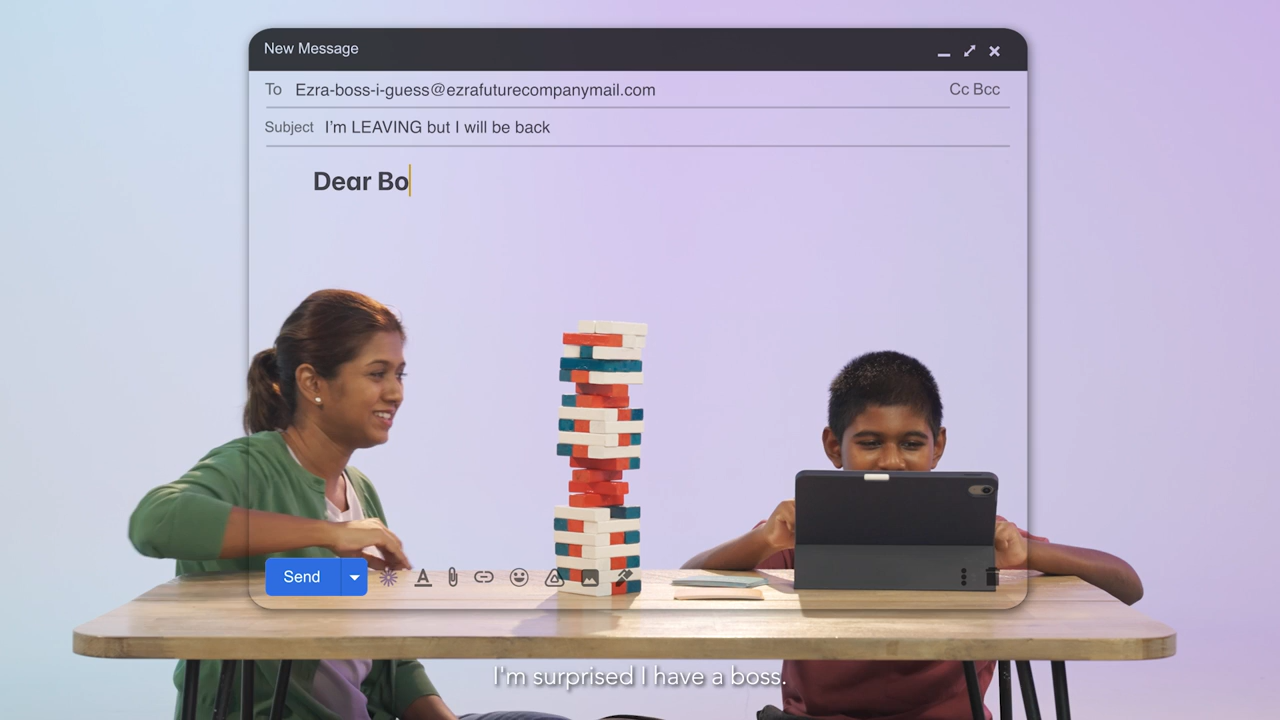 New Message
To Ezra-boss-i-guess@ezrafuturecompanymail.com Cc Bcc
Subject I'm LEAVING but I will be back
Dear Bo
Send
I'm surprised I have a boss.